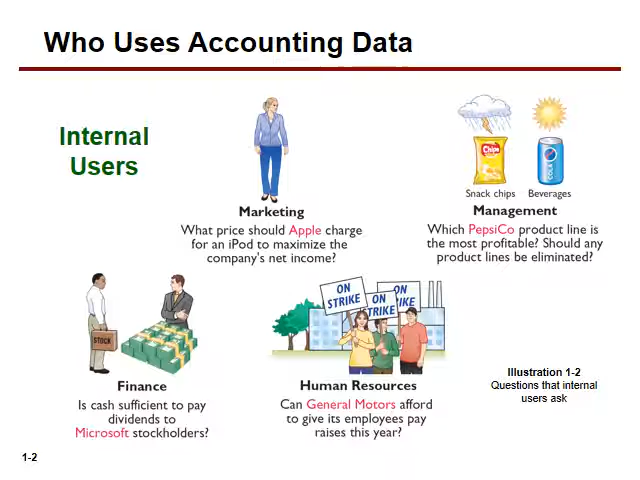 Who Uses Accounting Data
Internal
Users
Snack chips
Beverages
Chips
COLA
Marketing
What price should Apple charge
for an iPod to maximize the
company's net income?
Management
Which PepsiCo product line is
the most profitable? Should any
product lines be eliminated?
STOCK
Finance
Is cash sufficient to pay
dividends to
Microsoft stockholders?
ON
STRIKE
ON
STRIKE
ON
IKE
Human Resources
Can General Motors afford
to give its employees pay
raises this year?
Illustration 1-2
Questions that internal
users ask
1-2